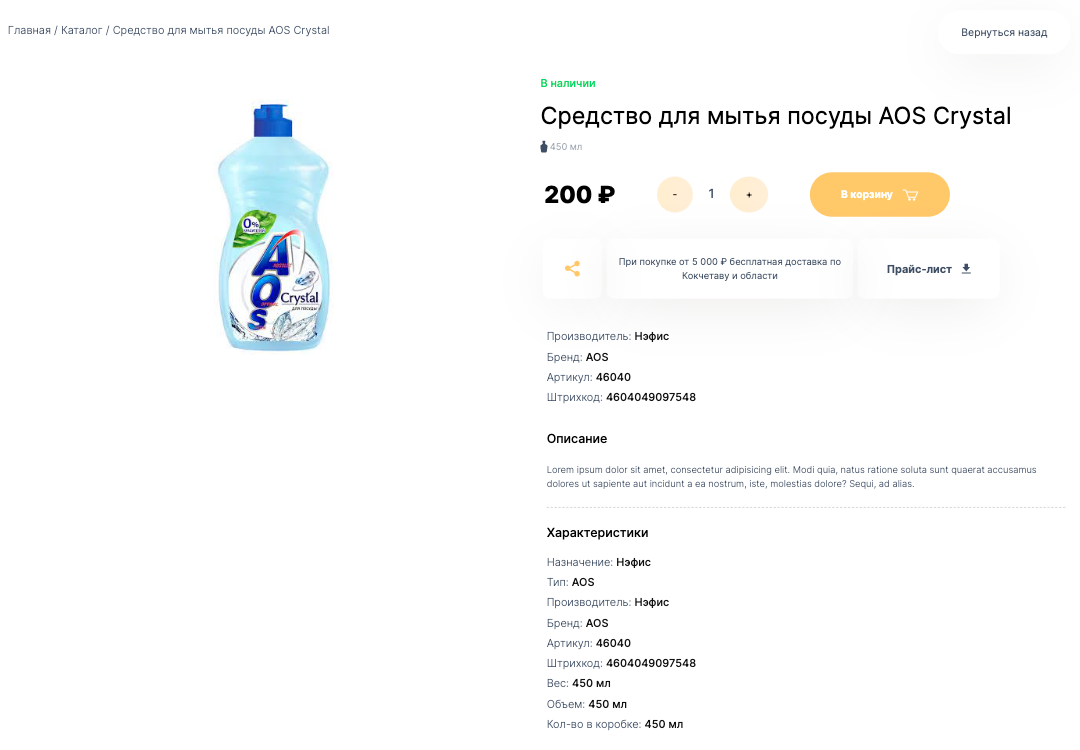 Главная / Каталог / Средство для мытья посуды AOS Crystal
Вернуться назад
В наличии
Средство для мытья посуды AOS Crystal
450 мл
200 ₽
-
1
+
В корзину
При покупке от 5 000 ₽ бесплатная доставка по
Кокчетаву и области
Прайс-лист
0%
AOS
Crystal
для посуды
Производитель: Нэфис
Бренд: AOS
Артикул: 46040
Штрихкод: 4604049097548
Описание
Lorem ipsum dolor sit amet, consectetur adipisicing elit. Modi quia, natus ratione soluta sunt quaerat accusamus
dolores ut sapiente aut incidunt a ea nostrum, iste, molestias dolore? Sequi, ad alias.
Характеристики
Назначение: Нэфис
Тип: AOS
Производитель: Нэфис
Бренд: AOS
Артикул: 46040
Штрихкод: 4604049097548
Вес: 450 мл
Объем: 450 мл
Кол-во в коробке: 450 мл